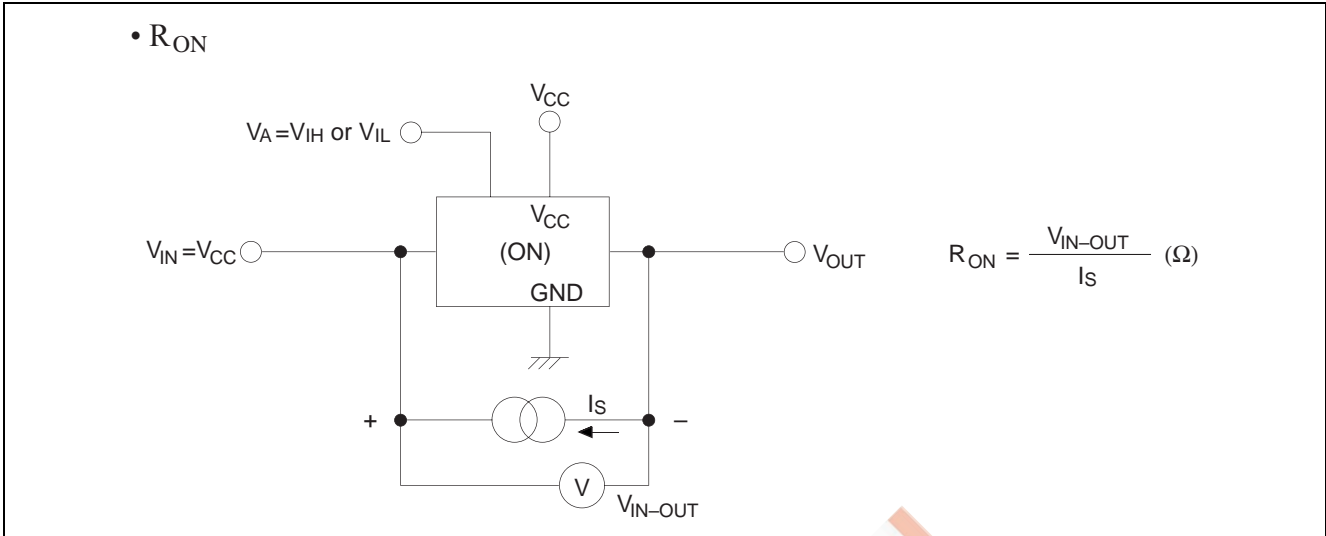 • RON
VCC
VA=VIH or VIL
VCC
VIN=VCC
(ON)
VOUT
GND
RON = VIN–OUT / IS (Ω)
IS
+
–
V
VIN–OUT